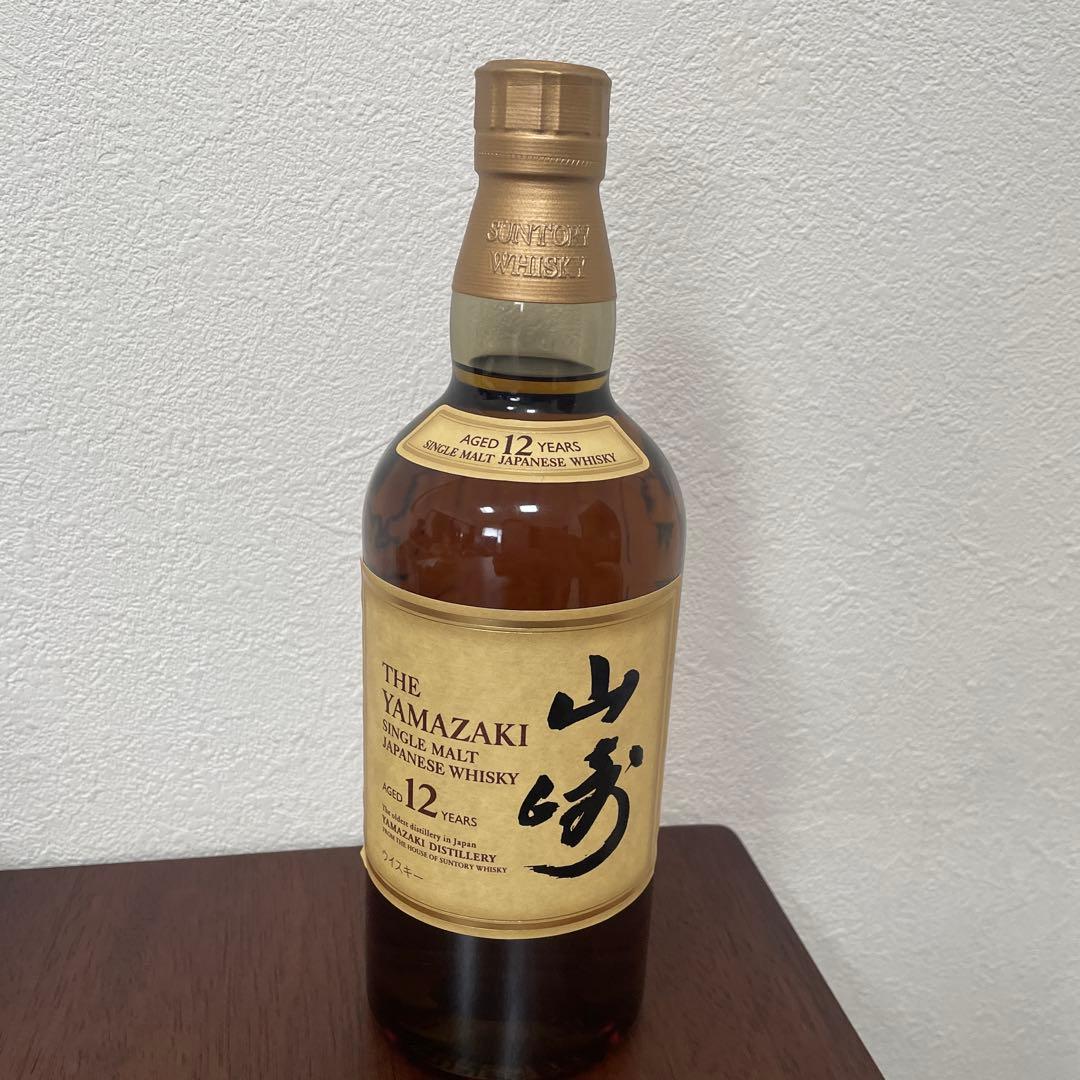 SUNTORY
WHISKY
AGED 12 YEARS
SINGLE MALT JAPANESE WHISKY
THE
YAMAZAKI
SINGLE MALT
JAPANESE WHISKY
AGED 12 YEARS
The oldest distillery in Japan
YAMAZAKI DISTILLERY
FROM THE HOUSE OF SUNTORY WHISKY
ウイスキー
山崎